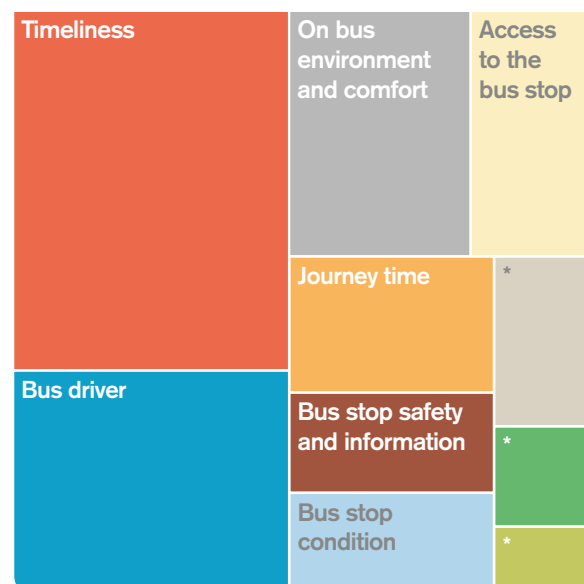 Timeliness
On bus
environment
and comfort
Access
to the
bus stop
Journey time
*
Bus driver
Bus stop safety
and information
*
Bus stop
condition
*